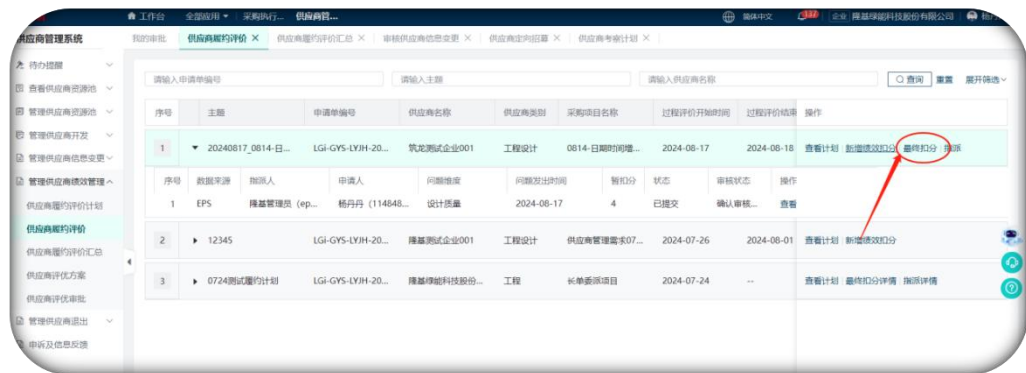 工作台 全部应用 采购执行... 供应商管... 简体中文 企业 隆基绿能科技股份有限公司
供应商管理系统 我的审批 供应商履约评价 × 供应商履约评价汇总 × 审核供应商信息变更 × 供应商定向招募 × 供应商考察计划 ×
待办提醒
查看供应商资源池
管理供应商资源池
管理供应商开发
管理供应商信息变更
管理供应商绩效管理
供应商履约评价计划
供应商履约评价
供应商履约评价汇总
供应商评优方案
供应商评优审批
管理供应商退出
申诉及信息反馈
请输入申请单编号 请输入主题 请输入供应商名称 查询 重置 展开筛选
序号 主题 申请单编号 供应商名称 供应商类别 采购项目名称 过程评价开始时间 过程评价结束 操作
1 20240817_0814-日... LGi-GYS-LYJH-20... 筑龙测试企业001 工程设计 0814-日期时间增... 2024-08-17 2024-08-18 查看计划 新增绩效扣分 最终扣分 指派
序号 数据来源 指派人 申请人 问题维度 问题发出时间 暂扣分 状态 审核状态 操作
1 EPS 隆基管理员 (ep... 杨丹丹 (114848... 设计质量 2024-08-17 4 已提交 确认审核... 查看
2 12345 LGi-GYS-LYJH-20... 隆基测试企业001 工程设计 供应商管理需求07... 2024-07-26 2024-08-01 查看计划 新增绩效扣分
3 0724测试履约计划 LGi-GYS-LYJH-20... 隆基绿能科技股份... 工程 长单委派项目 2024-07-24 -- 查看计划 最终扣分详情 指派详情